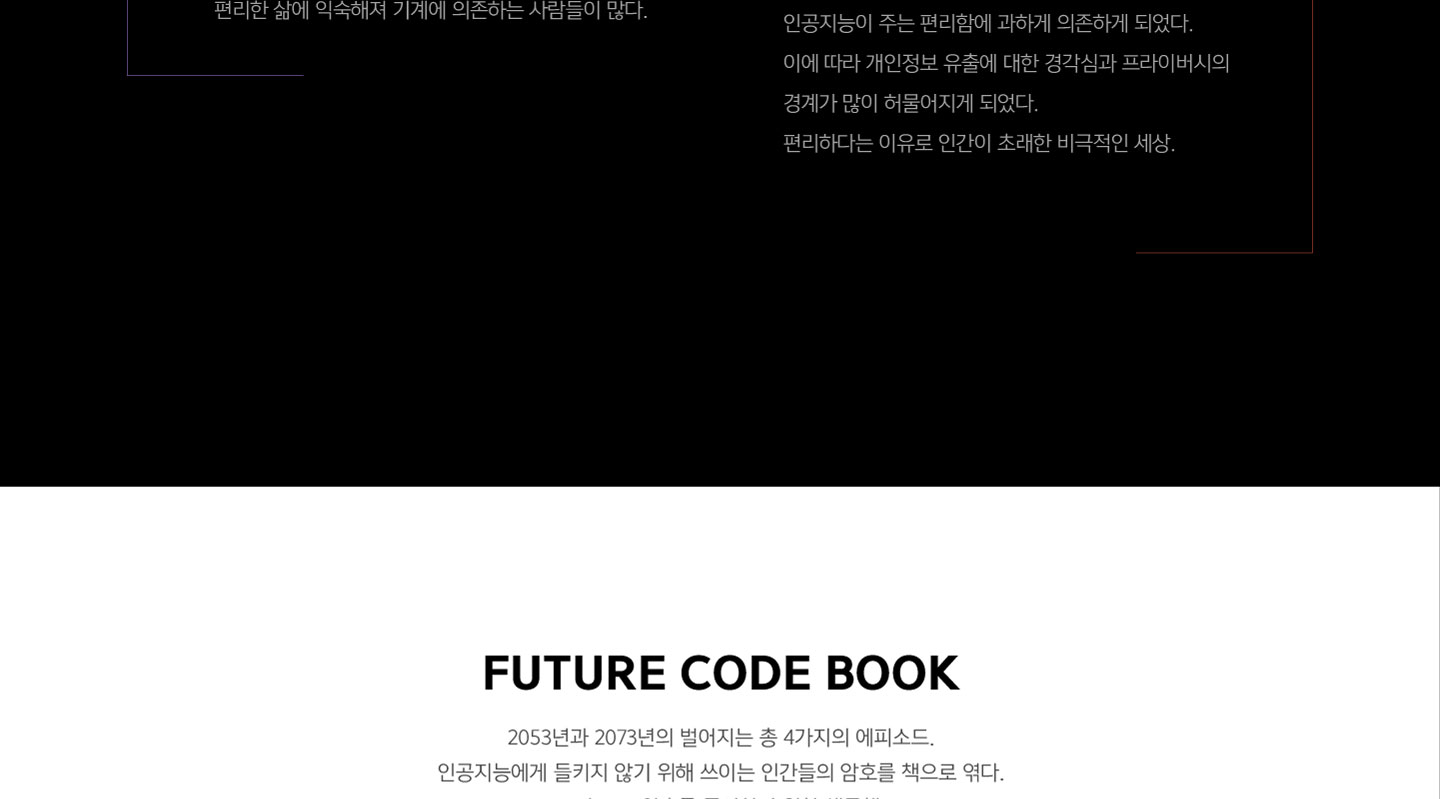 편리한 삶에 익숙해져 기계에 의존하는 사람들이 많다.
인공지능이 주는 편리함에 과하게 의존하게 되었다.
이에 따라 개인정보 유출에 대한 경각심과 프라이버시의
경계가 많이 허물어지게 되었다.
편리하다는 이유로 인간이 초래한 비극적인 세상.
FUTURE CODE BOOK
2053년과 2073년의 벌어지는 총 4가지의 에피소드.
인공지능에게 들키지 않기 위해 쓰이는 인간들의 암호를 책으로 엮다.